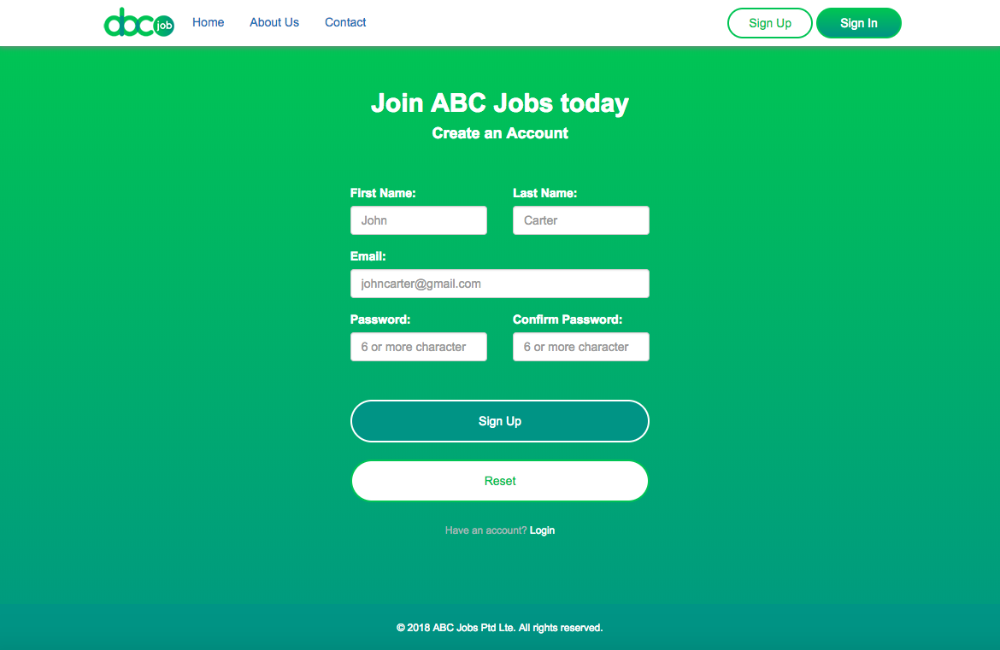 abc job Home About Us Contact Sign Up Sign In
Join ABC Jobs today
Create an Account
First Name: Last Name:
John Carter
Email:
johncarter@gmail.com
Password: Confirm Password:
6 or more character 6 or more character
Sign Up
Reset
Have an account? Login
© 2018 ABC Jobs Ptd Lte. All rights reserved.